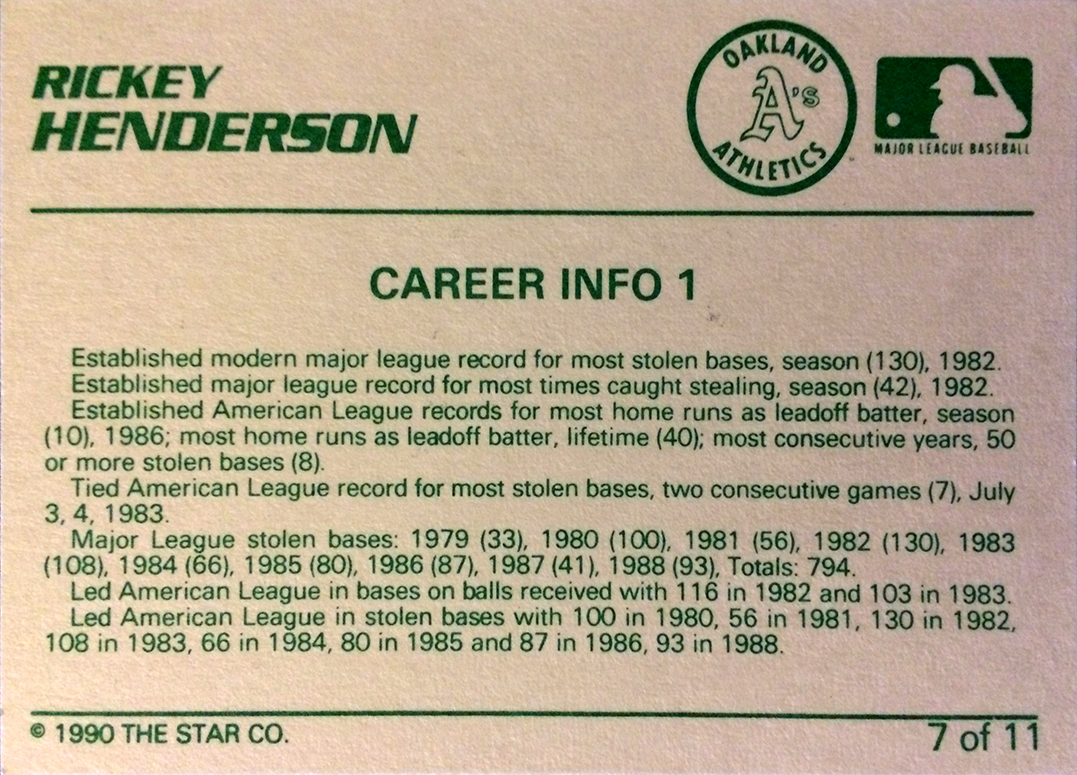 RICKEY
HENDERSON
OAKLAND
A's
ATHLETICS
MAJOR LEAGUE BASEBALL
CAREER INFO 1
Established modern major league record for most stolen bases, season (130), 1982.
Established major league record for most times caught stealing, season (42), 1982.
Established American League records for most home runs as leadoff batter, season
(10), 1986; most home runs as leadoff batter, lifetime (40); most consecutive years, 50
or more stolen bases (8).
Tied American League record for most stolen bases, two consecutive games (7), July
3, 4, 1983.
Major League stolen bases: 1979 (33), 1980 (100), 1981 (56), 1982 (130), 1983
(108), 1984 (66), 1985 (80), 1986 (87), 1987 (41), 1988 (93), Totals: 794.
Led American League in bases on balls received with 116 in 1982 and 103 in 1983.
Led American League in stolen bases with 100 in 1980, 56 in 1981, 130 in 1982,
108 in 1983, 66 in 1984, 80 in 1985 and 87 in 1986, 93 in 1988.
© 1990 THE STAR CO.
7 of 11